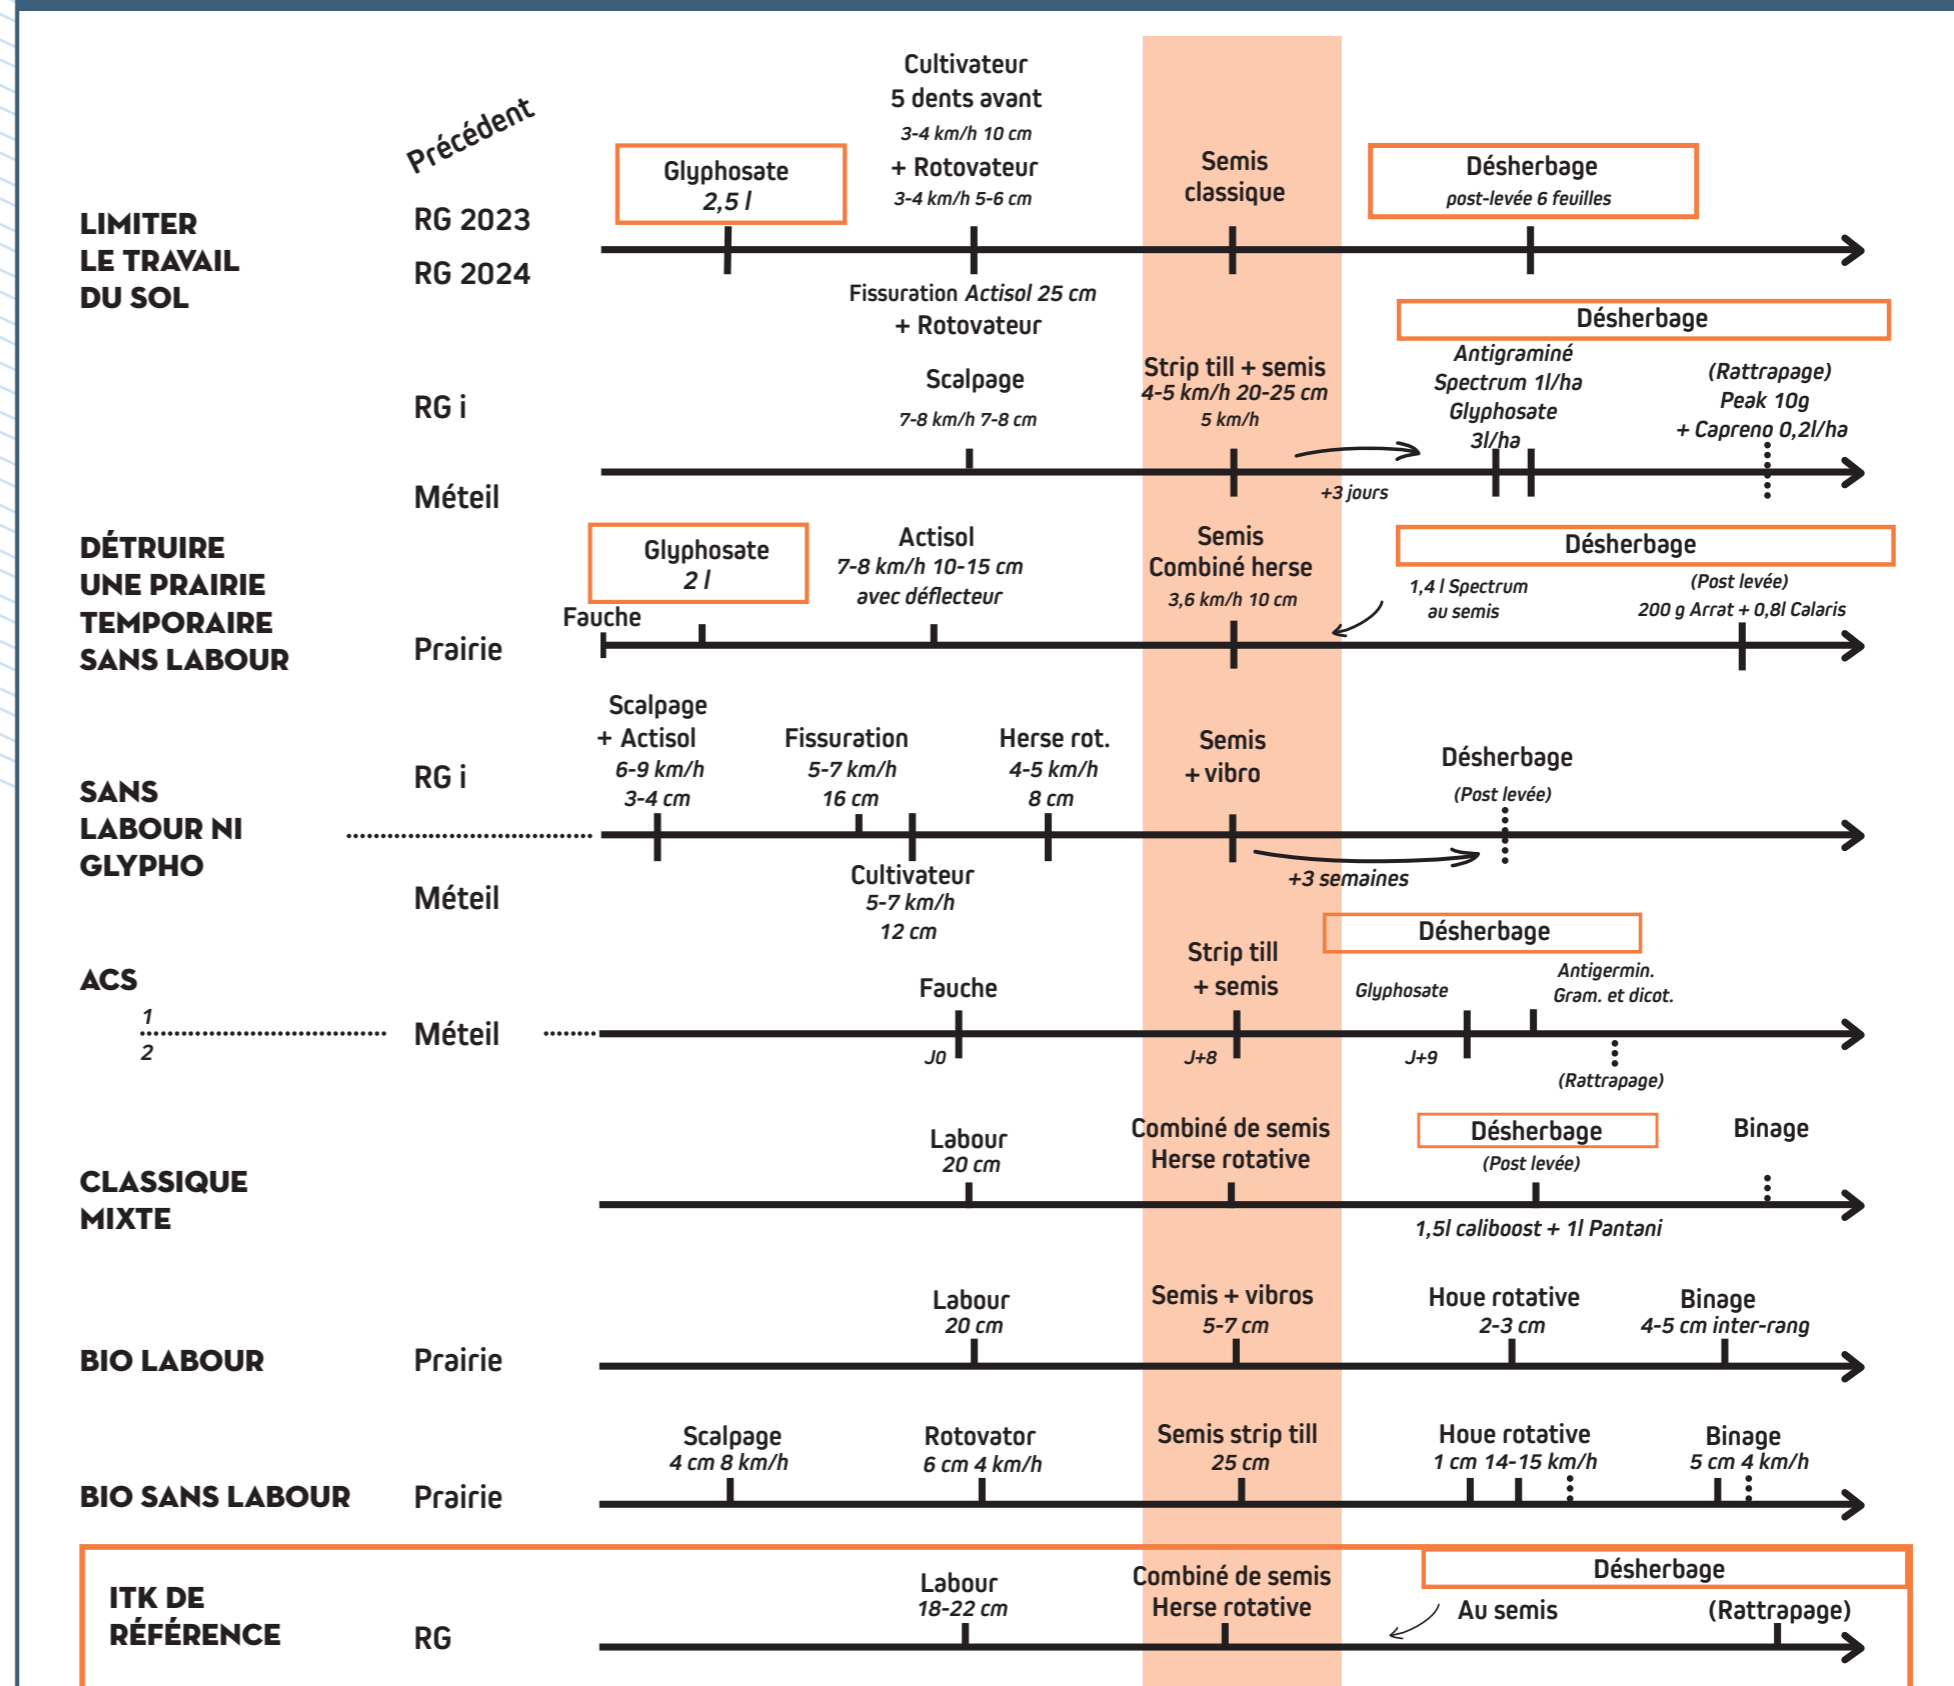 Précédent
LIMITER
LE TRAVAIL
DU SOL
RG 2023
RG 2024
Glyphosate
2,5 l
Cultivateur
5 dents avant
3-4 km/h 10 cm
+ Rotovateur
3-4 km/h 5-6 cm
Fissuration Actisol 25 cm
+ Rotovateur
Semis
classique
Désherbage
post-levée 6 feuilles
RG i
Méteil
Scalpage
7-8 km/h 7-8 cm
Strip till + semis
4-5 km/h 20-25 cm
5 km/h
+3 jours
Désherbage
Antigraminé
Spectrum 1l/ha
Glyphosate
3l/ha
(Rattrapage)
Peak 10g
+ Capreno 0,2l/ha
DÉTRUIRE
UNE PRAIRIE
TEMPORAIRE
SANS LABOUR
Prairie
Fauche
Glyphosate
2 l
Actisol
7-8 km/h 10-15 cm
avec déflecteur
Semis
Combiné herse
3,6 km/h 10 cm
Désherbage
1,4 l Spectrum
au semis
(Post levée)
200 g Arrat + 0,8l Calaris
SANS
LABOUR NI
GLYPHO
RG i
Méteil
Scalpage
+ Actisol
6-9 km/h
3-4 cm
Fissuration
5-7 km/h
16 cm
Cultivateur
5-7 km/h
12 cm
Herse rot.
4-5 km/h
8 cm
Semis
+ vibro
+3 semaines
Désherbage
(Post levée)
ACS
1
2
Méteil
Fauche
J0
Strip till
+ semis
J+8
Désherbage
Glyphosate
J+9
Antigermin.
Gram. et dicot.
(Rattrapage)
CLASSIQUE
MIXTE
Labour
20 cm
Combiné de semis
Herse rotative
Désherbage
(Post levée)
1,5l caliboost + 1l Pantani
Binage
BIO LABOUR
Prairie
Labour
20 cm
Semis + vibros
5-7 cm
Houe rotative
2-3 cm
Binage
4-5 cm inter-rang
BIO SANS LABOUR
Prairie
Scalpage
4 cm 8 km/h
Rotovator
6 cm 4 km/h
Semis strip till
25 cm
Houe rotative
1 cm 14-15 km/h
Binage
5 cm 4 km/h
ITK DE
RÉFÉRENCE
RG
Labour
18-22 cm
Combiné de semis
Herse rotative
Désherbage
Au semis
(Rattrapage)